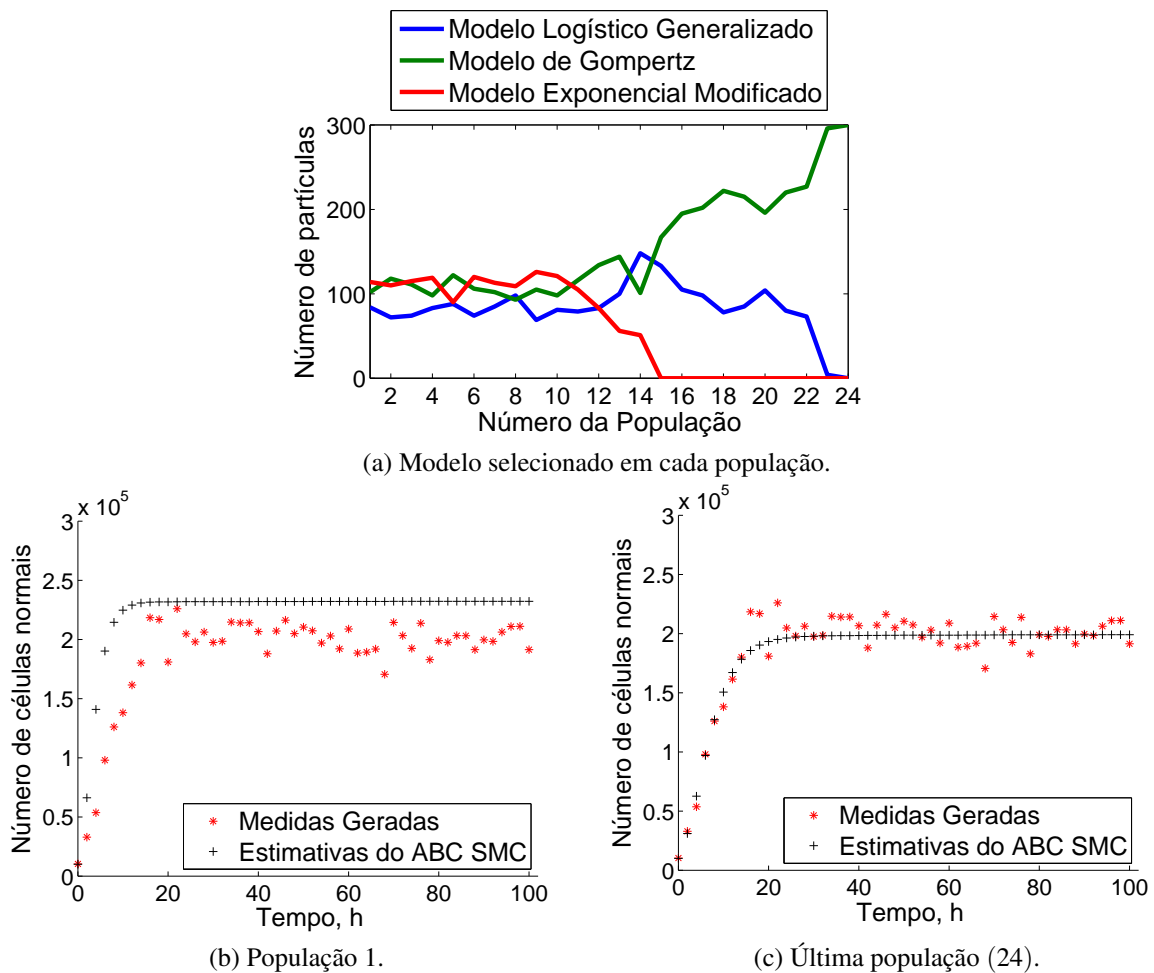 Modelo Logístico Generalizado
Modelo de Gompertz
Modelo Exponencial Modificado
300
200
100
0
Número de partículas
2 4 6 8 10 12 14 16 18 20 22 24
Número da População
(a) Modelo selecionado em cada população.
x 10^5
3
2.5
2
1.5
1
0.5
0
Número de células normais
Medidas Geradas
Estimativas do ABC SMC
0 20 40 60 80 100
Tempo, h
(b) População 1.
x 10^5
3
2.5
2
1.5
1
0.5
0
Número de células normais
Medidas Geradas
Estimativas do ABC SMC
0 20 40 60 80 100
Tempo, h
(c) Última população (24).